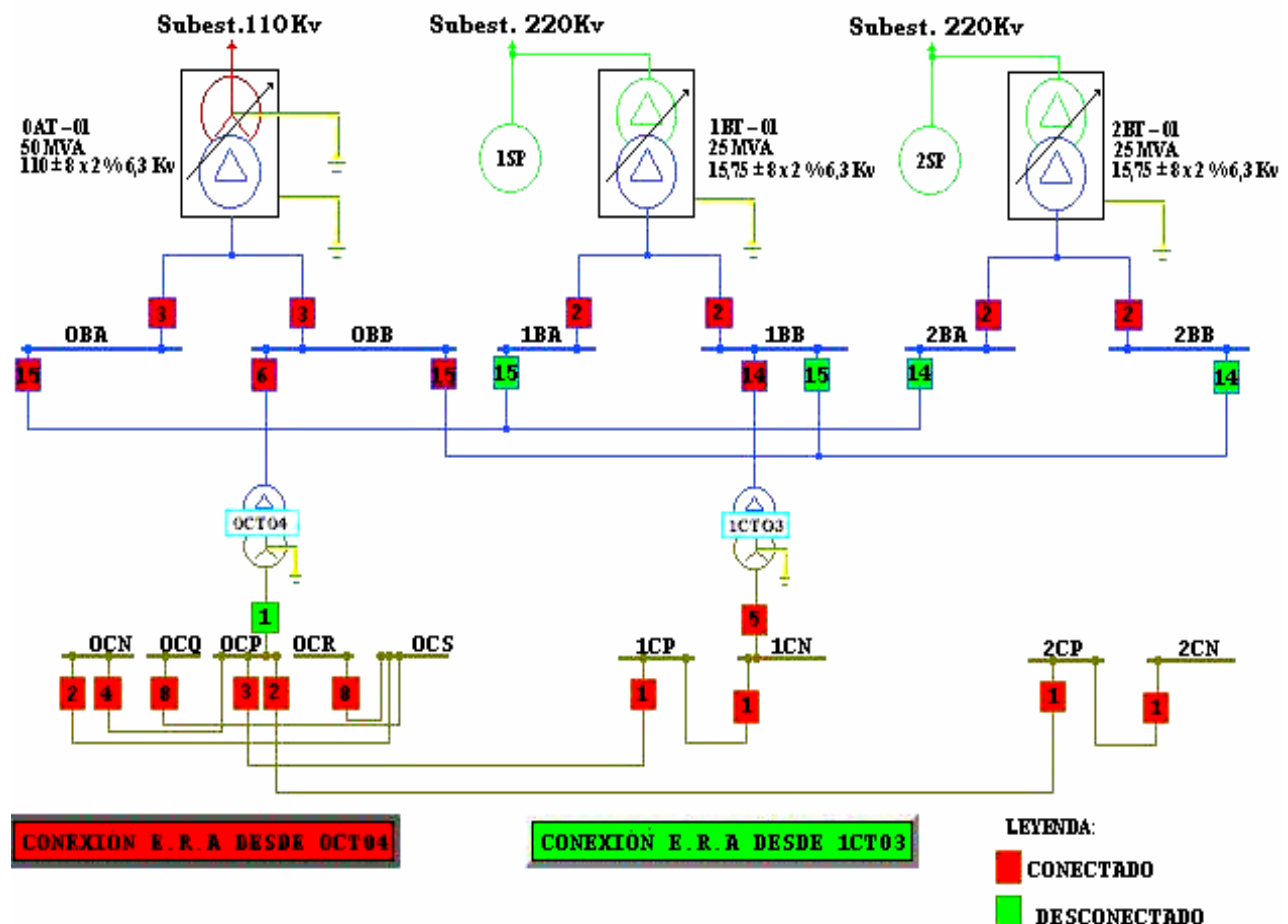 Subest.110Kv
Subest. 220Kv
Subest. 220Kv
0AT-01
50 MVA
110 ± 8 x 2 % 6,3 Kv
1SP
1BT-01
25 MVA
15,75 ± 8 x 2 % 6,3 Kv
2SP
2BT-01
25 MVA
15,75 ± 8 x 2 % 6,3 Kv
3
3
2
2
2
2
0BA
0BB
1BA
1BB
2BA
2BB
15
6
15
15
14
15
14
14
0CT04
1CT03
1
5
0CN
0CQ
0CP
0CR
0CS
1CP
1CN
2CP
2CN
2
4
8
3
2
8
1
1
1
1
CONEXIÓN E.R.A DESDE 0CT04
CONEXIÓN E.R.A DESDE 1CT03
LEYENDA:
CONECTADO
DESCONECTADO